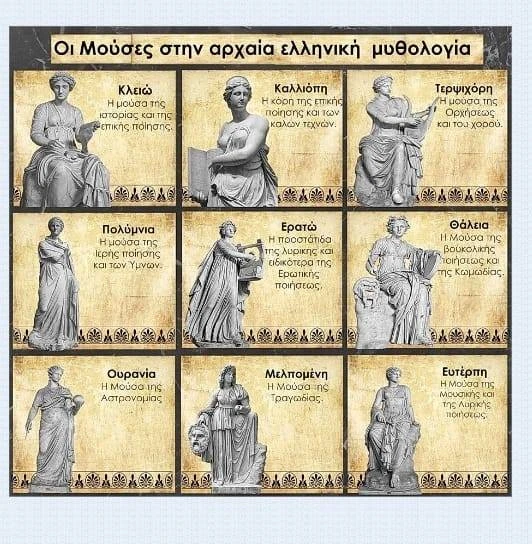 Οι Μούσες στην αρχαία ελληνική μυθολογία
Κλειώ
Η μούσα της
ιστορίας και της
επικής ποίησης.
Καλλιόπη
Η κόρη της επικής
ποίησης και των
καλών τεχνών.
Τερψιχόρη
Ἡ μούσα της
Ορχήσεως
και του χορού.
Πολύμνια
Η μούσα της
Ιερής ποίησης
και των Ύμνων.
Ερατώ
Η προστάτιδα
της λυρικης και
ειδικότερα της
Ερωτικής
ποιήσεως.
Θάλεια
Η Μούσα της
βουκολικής
ποιήσεως και
της Κωμωδίας.
Ουρανία
Η Μούσα της
Αστρονομίας
Μελπομένη
Η Μούσα της
Τραγωδίας.
Ευτέρπη
Η Μούσα της
Μουσικής και
της Λυρικής
ποιήσεως.